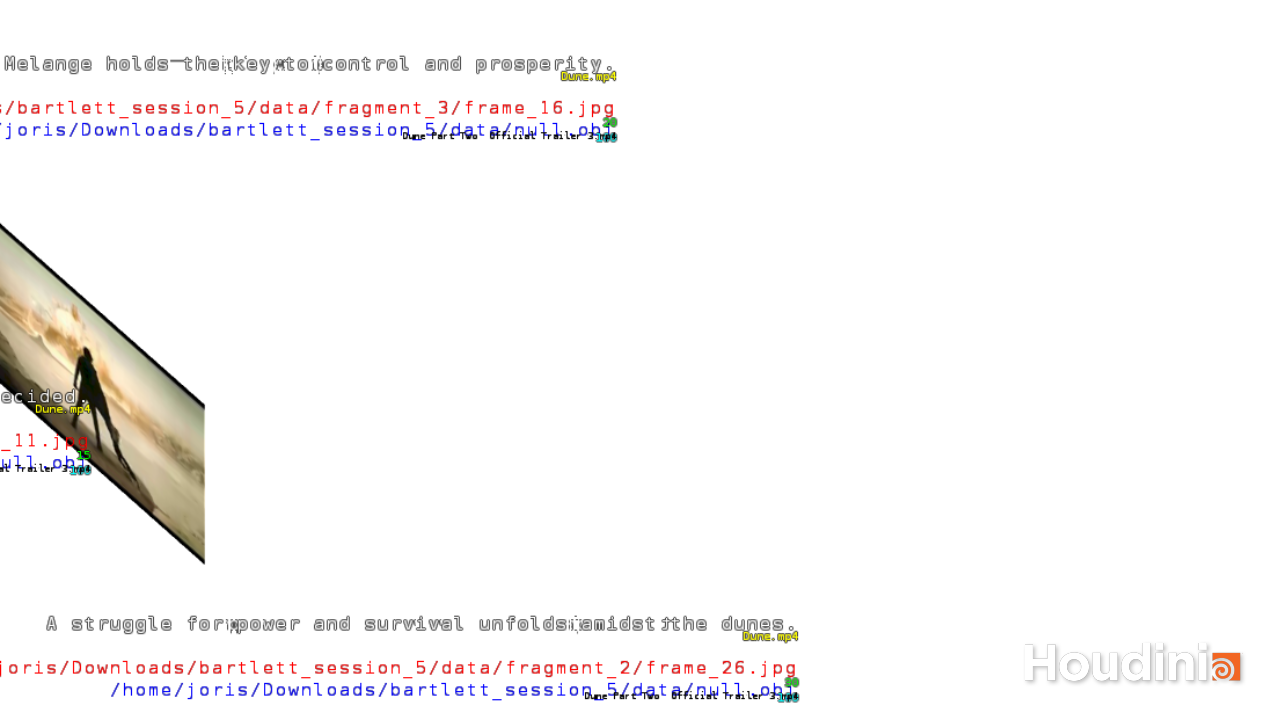 Melange holds the key to control and prosperity.
Dune.mp4
s/bartlett_session_5/data/fragment_3/frame_16.jpg
/joris/Downloads/bartlett_session_5/data/null.obj
Dune Part Two Official Trailer 3.mp4
ecided.
Dune.mp4
_11.jpg
15
ull.obj
al Trailer 3.mp4
A struggle for power and survival unfolds amidst the dunes.
Dune.mp4
joris/Downloads/bartlett_session_5/data/fragment_2/frame_26.jpg
/home/joris/Downloads/bartlett_session_5/data/null.obj
Dune Part Two Official Trailer 3.mp4
Houdini